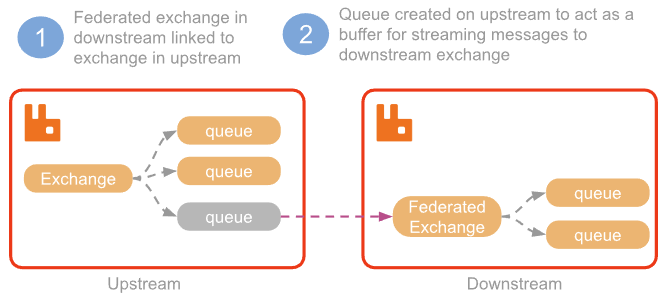 1
Federated exchange in
downstream linked to
exchange in upstream
2
Queue created on upstream to act as a
buffer for streaming messages to
downstream exchange
queue
Exchange
queue
queue
Upstream
Federated
Exchange
queue
queue
Downstream